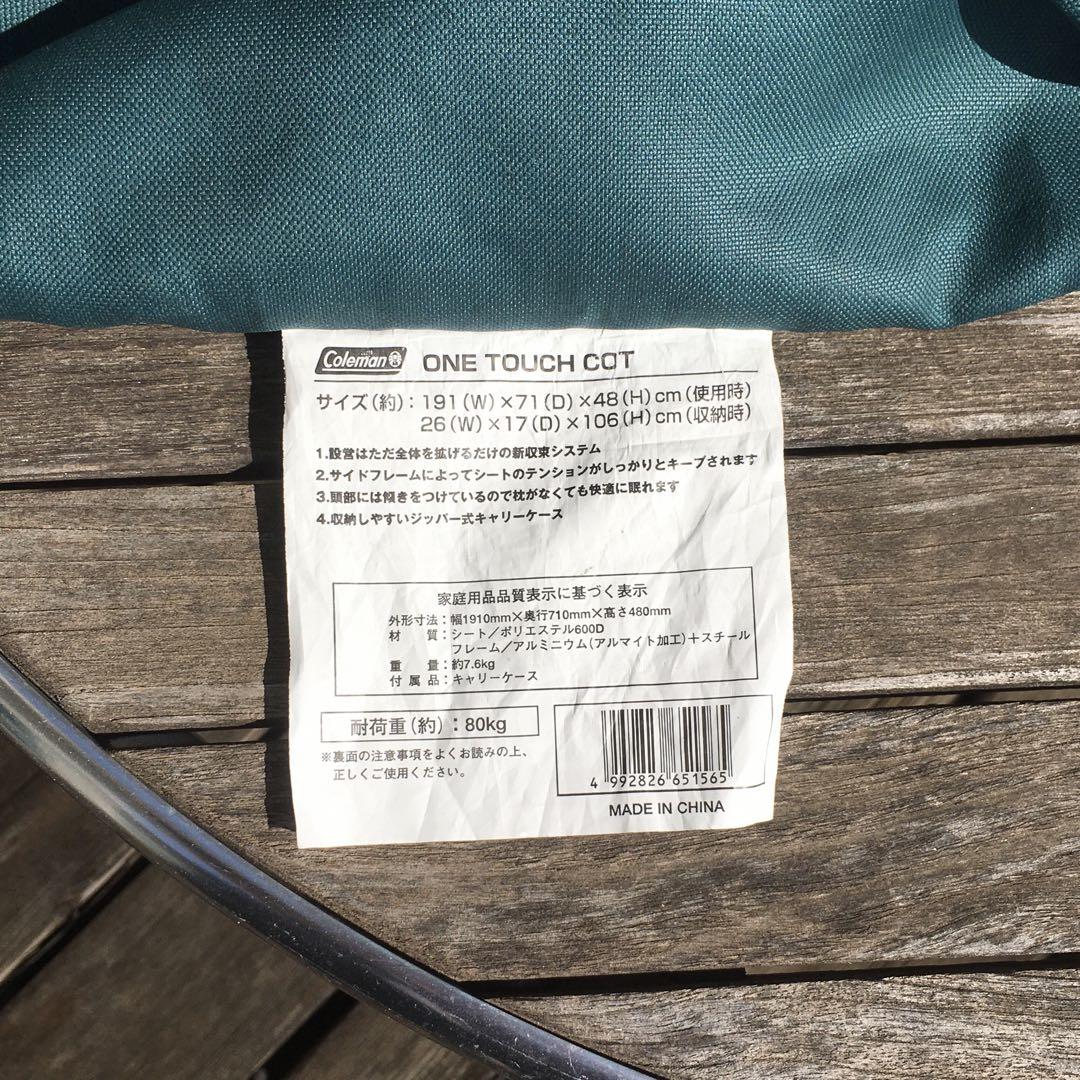 Coleman ONE TOUCH COT
サイズ(約):191(W)×71(D)×48(H)cm(使用時)
26(W)×17(D)×106(H)cm(収納時)
1.設営はただ全体を拡げるだけの新収束システム
2.サイドフレームによってシートのテンションがしっかりとキープされます
3.頭部には傾きをつけているので枕がなくても快適に眠れます
4.収納しやすいジッパー式キャリーケース
家庭用品品質表示に基づく表示
外形寸法:幅1910mm×奥行710mm×高さ480mm
材 質:シート/ポリエステル600D
フレーム/アルミニウム(アルマイト加工)+スチール
重 量:約7.6kg
付属品:キャリーケース
耐荷重(約):80kg
※裏面の注意事項をよくお読みの上、
正しくご使用ください。
4 992826 651565
MADE IN CHINA